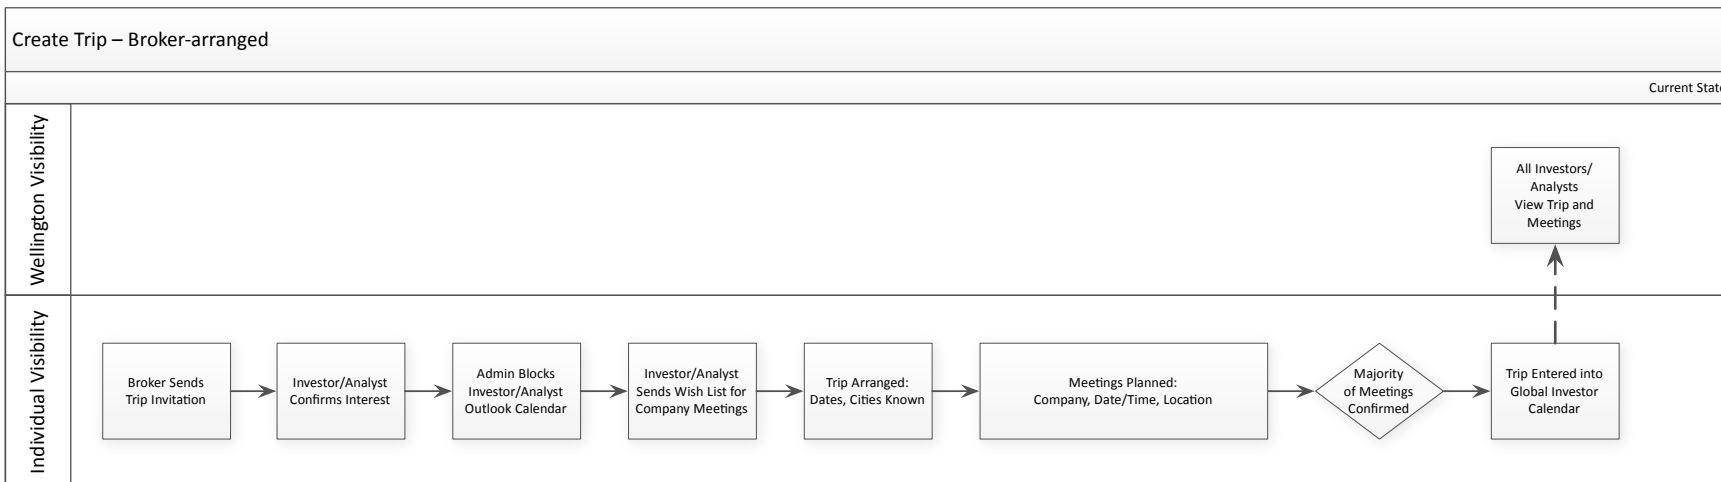 Create Trip – Broker-arranged
Current State
Wellington Visibility
All Investors/
Analysts
View Trip and
Meetings
Individual Visibility
Broker Sends
Trip Invitation
Investor/Analyst
Confirms Interest
Admin Blocks
Investor/Analyst
Outlook Calendar
Investor/Analyst
Sends Wish List for
Company Meetings
Trip Arranged:
Dates, Cities Known
Meetings Planned:
Company, Date/Time, Location
Majority
of Meetings
Confirmed
Trip Entered into
Global Investor
Calendar